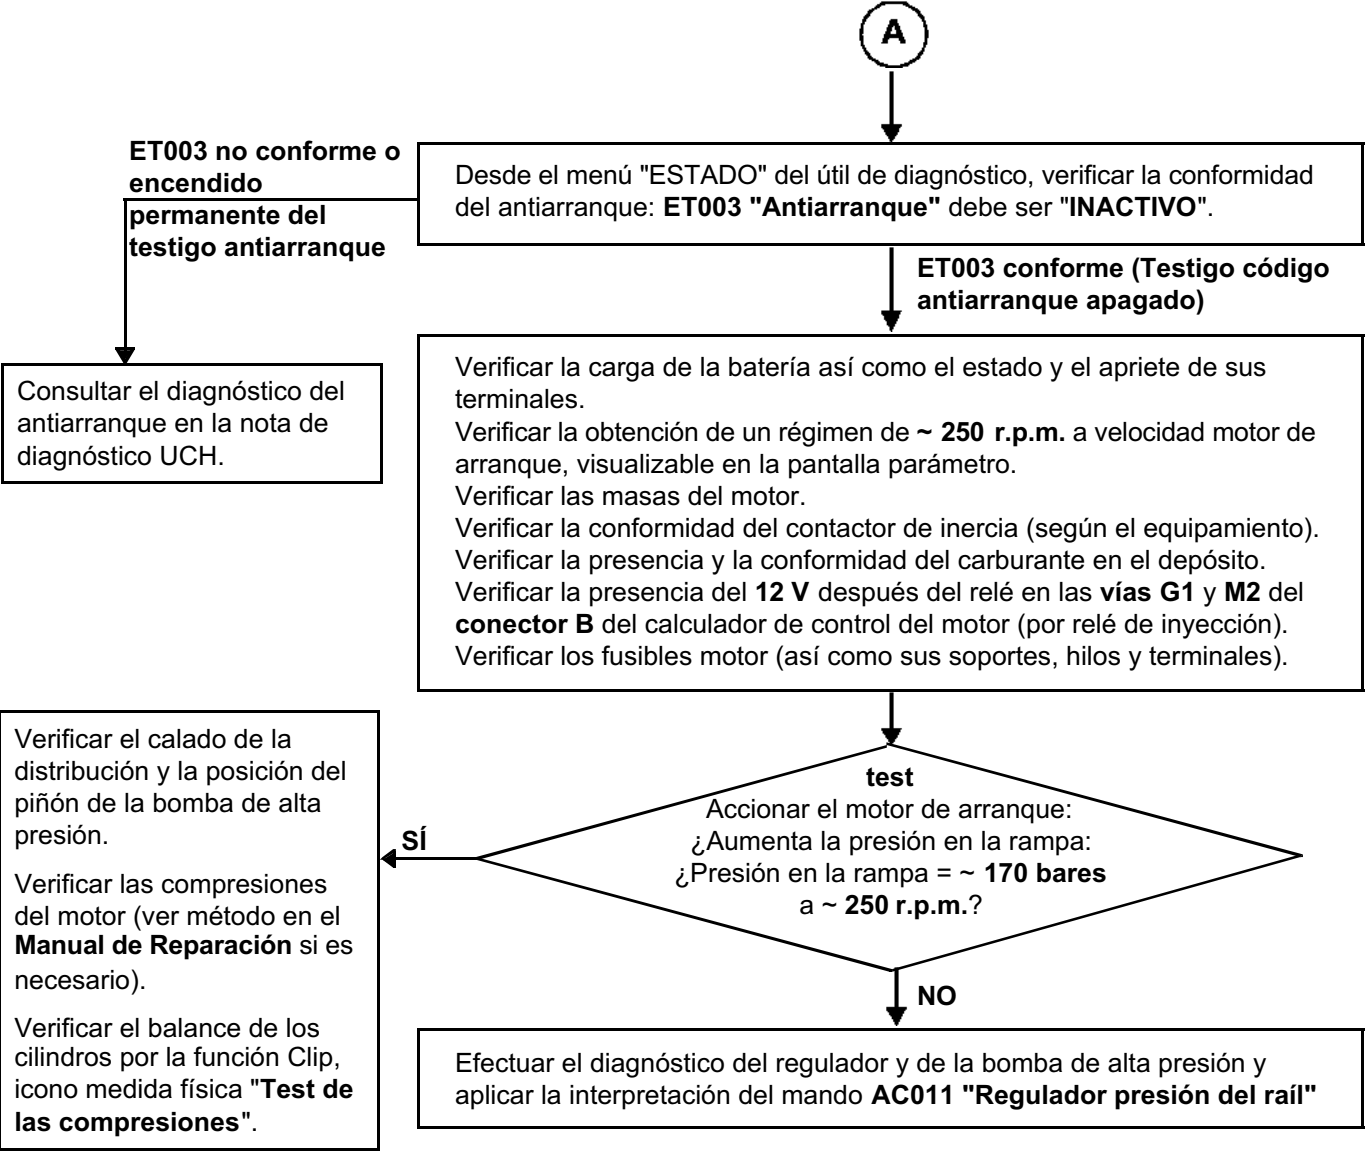 A
ET003 no conforme o
encendido
permanente del
testigo antiarranque
Desde el menú "ESTADO" del útil de diagnóstico, verificar la conformidad
del antiarranque: ET003 "Antiarranque" debe ser "INACTIVO".
ET003 conforme (Testigo código
antiarranque apagado)
Consultar el diagnóstico del
antiarranque en la nota de
diagnóstico UCH.
Verificar la carga de la batería así como el estado y el apriete de sus
terminales.
Verificar la obtención de un régimen de ~ 250 r.p.m. a velocidad motor de
arranque, visualizable en la pantalla parámetro.
Verificar las masas del motor.
Verificar la conformidad del contactor de inercia (según el equipamiento).
Verificar la presencia y la conformidad del carburante en el depósito.
Verificar la presencia del 12 V después del relé en las vías G1 y M2 del
conector B del calculador de control del motor (por relé de inyección).
Verificar los fusibles motor (así como sus soportes, hilos y terminales).
test
Accionar el motor de arranque:
¿Aumenta la presión en la rampa:
¿Presión en la rampa = ~ 170 bares
a ~ 250 r.p.m.?
SÍ
Verificar el calado de la
distribución y la posición del
piñón de la bomba de alta
presión.
Verificar las compresiones
del motor (ver método en el
Manual de Reparación si es
necesario).
Verificar el balance de los
cilindros por la función Clip,
icono medida física "Test de
las compresiones".
NO
Efectuar el diagnóstico del regulador y de la bomba de alta presión y
aplicar la interpretación del mando AC011 "Regulador presión del raíl"